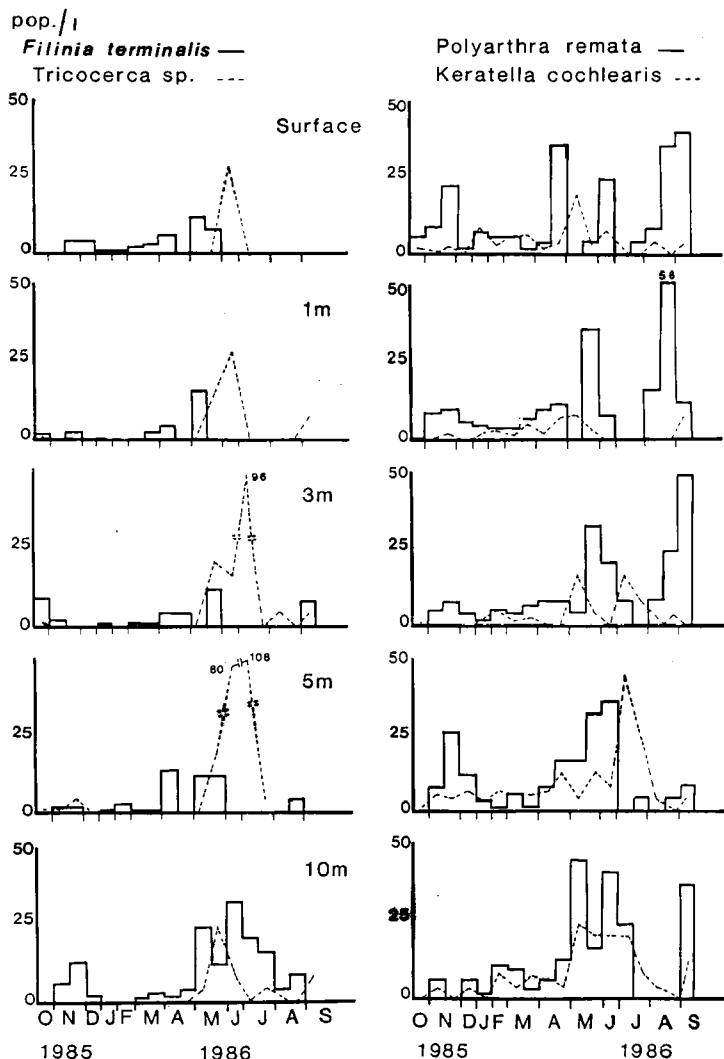 pop./l
Filinia terminalis —
Tricocerca sp. ---
Polyarthra remata —
Keratella cochlearis ---
50
25
0
Surface
50
25
0
50
25
0
1m
50
25
0
56
25
0
3m
96
50
25
0
50
25
0
5m
60
108
50
25
0
50
25
0
10m
50
25
0
O N D J F M A M J J A S
1985 1986
O N D J F M A M J J A S
1985 1986